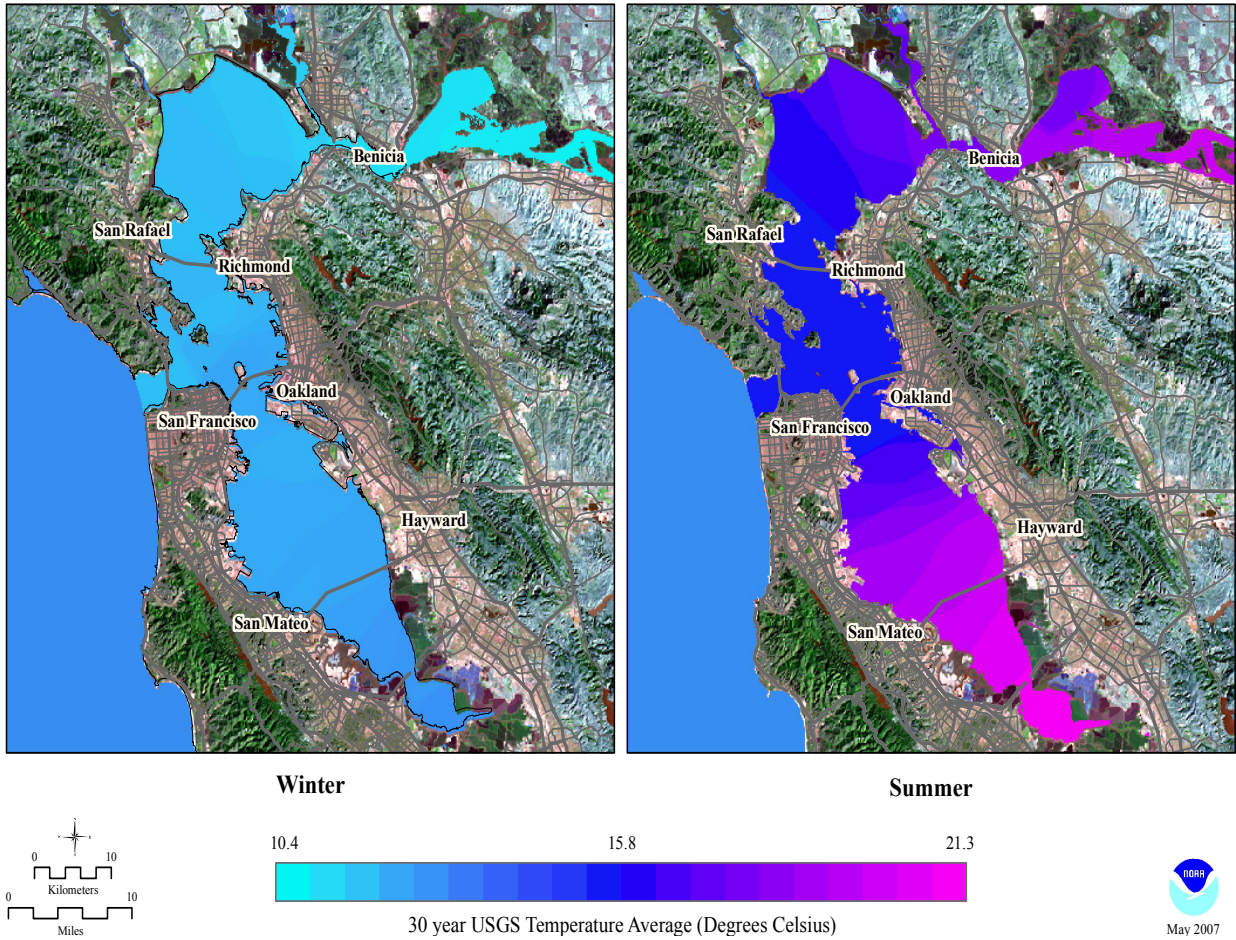 Benicia
San Rafael
Richmond
Oakland
San Francisco
Hayward
San Mateo
Benicia
San Rafael
Richmond
Oakland
San Francisco
Hayward
San Mateo
Winter
Summer
0 10
Kilometers
0 10
Miles
10.4 15.8 21.3
30 year USGS Temperature Average (Degrees Celsius)
NOAA
May 2007